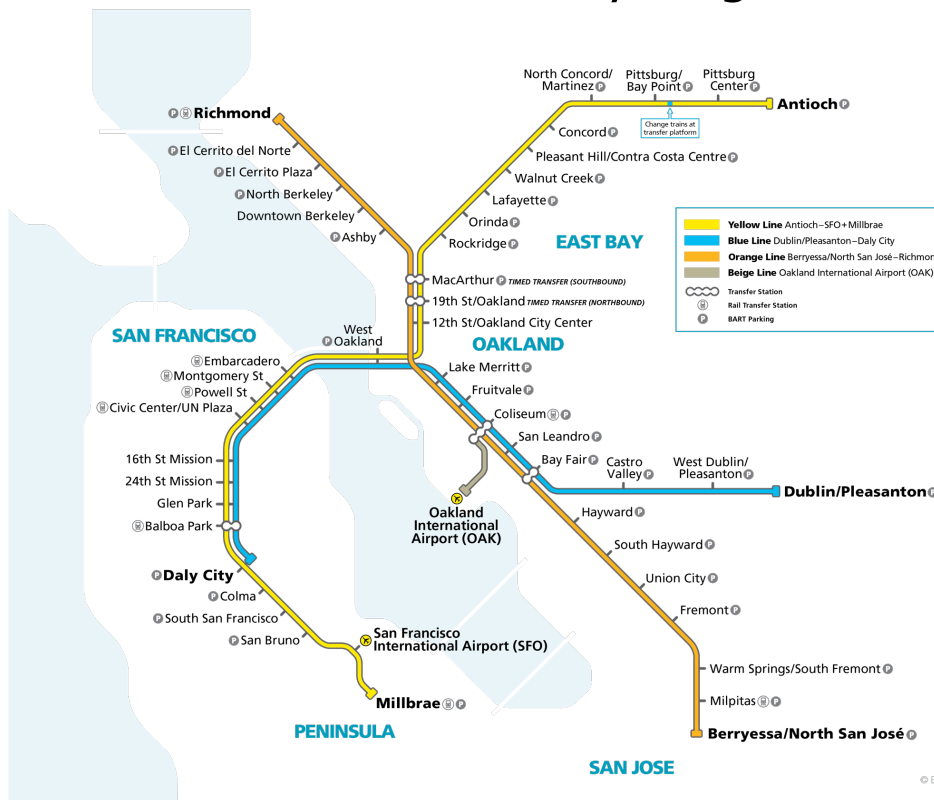 Richmond
El Cerrito del Norte
El Cerrito Plaza
North Berkeley
Downtown Berkeley
Ashby
North Concord/
Martinez
Pittsburg/
Bay Point
Pittsburg
Center
Antioch
Change trains at
transfer platform
Concord
Pleasant Hill/Contra Costa Centre
Walnut Creek
Lafayette
Orinda
Rockridge
EAST BAY
Yellow Line Antioch–SFO+Millbrae
Blue Line Dublin/Pleasanton–Daly City
Orange Line Berryessa/North San José–Richmon
Beige Line Oakland International Airport (OAK)
Transfer Station
Rail Transfer Station
P BART Parking
MacArthur TIMED TRANSFER (SOUTHBOUND)
19th St/Oakland TIMED TRANSFER (NORTHBOUND)
12th St/Oakland City Center
SAN FRANCISCO
West
Oakland
OAKLAND
Embarcadero
Montgomery St
Powell St
Civic Center/UN Plaza
16th St Mission
24th St Mission
Glen Park
Balboa Park
Daly City
Colma
South San Francisco
San Bruno
San Francisco
International Airport (SFO)
Millbrae
PENINSULA
Lake Merritt
Fruitvale
Coliseum
San Leandro
Bay Fair
Castro
Valley
West Dublin/
Pleasanton
Dublin/Pleasanton
Oakland
International
Airport (OAK)
Hayward
South Hayward
Union City
Fremont
Warm Springs/South Fremont
Milpitas
Berryessa/North San José
SAN JOSE